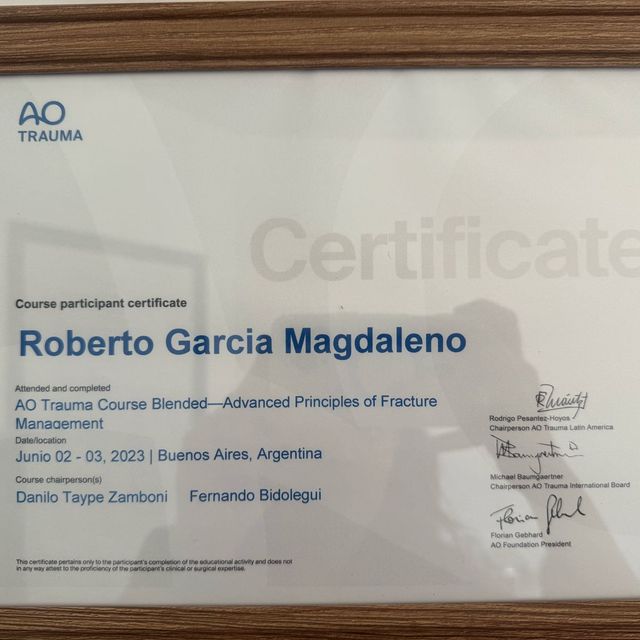 AO
TRAUMA
Certificate
Course participant certificate
Roberto Garcia Magdaleno
Attended and completed
AO Trauma Course Blended—Advanced Principles of Fracture
Management
Date/location
Junio 02 - 03, 2023 | Buenos Aires, Argentina
Course chairperson(s)
Danilo Taype Zamboni Fernando Bidolegui
Rodrigo Pesantez-Hoyos
Chairperson AO Trauma Latin America
Michael Baumgaertner
Chairperson AO Trauma International Board
Florian Gebhard
AO Foundation President
This certificate pertains only to the participant's completion of the educational activity and does not
in any way attest to the proficiency of the participant's clinical or surgical expertise.